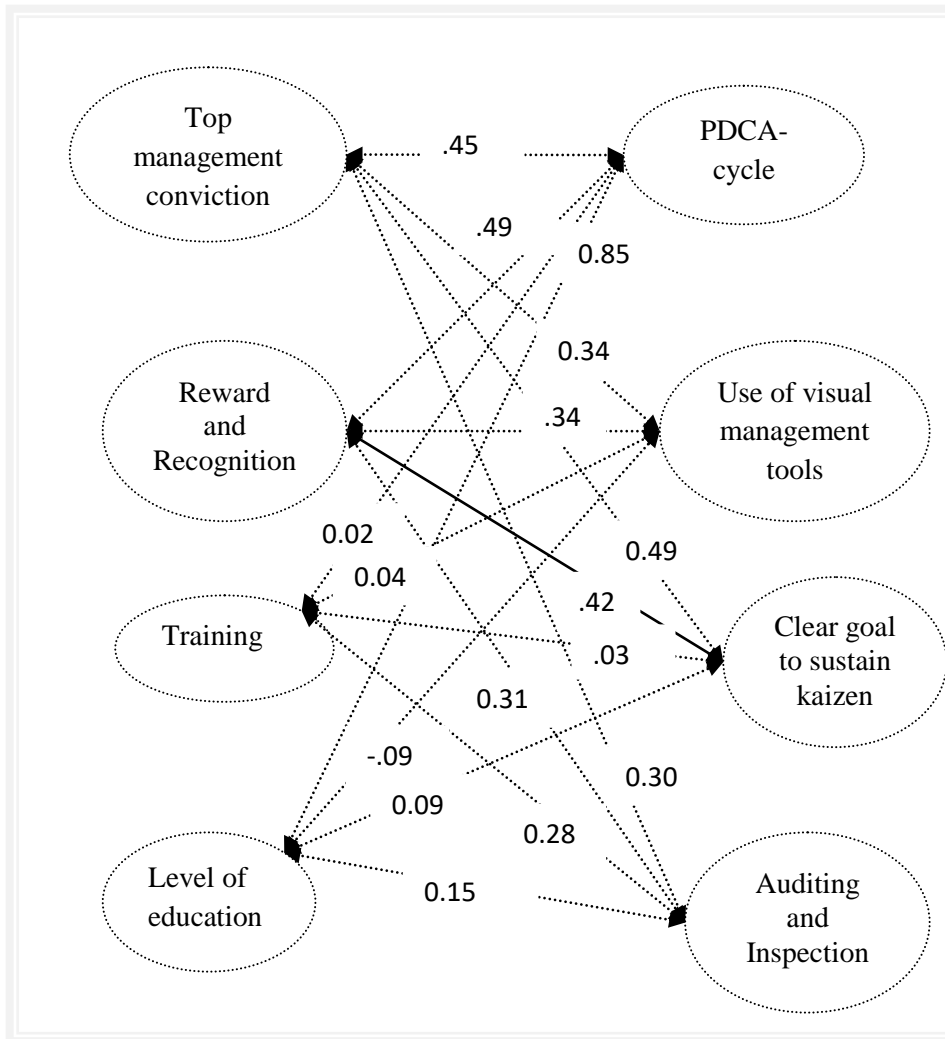 Top
management
conviction
.45
PDCA-
cycle
.49
0.85
Reward
and
Recognition
0.34
.34
Use of visual
management
tools
0.02
0.04
0.49
Training
.42
.03
Clear goal
to sustain
kaizen
0.31
-.09
0.09
0.30
0.28
Level of
education
0.15
Auditing
and
Inspection